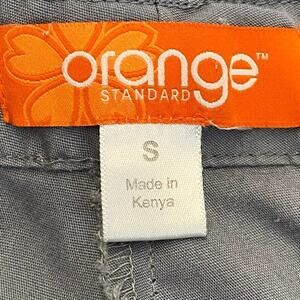 orange™
STANDARD
S
Made in
Kenya